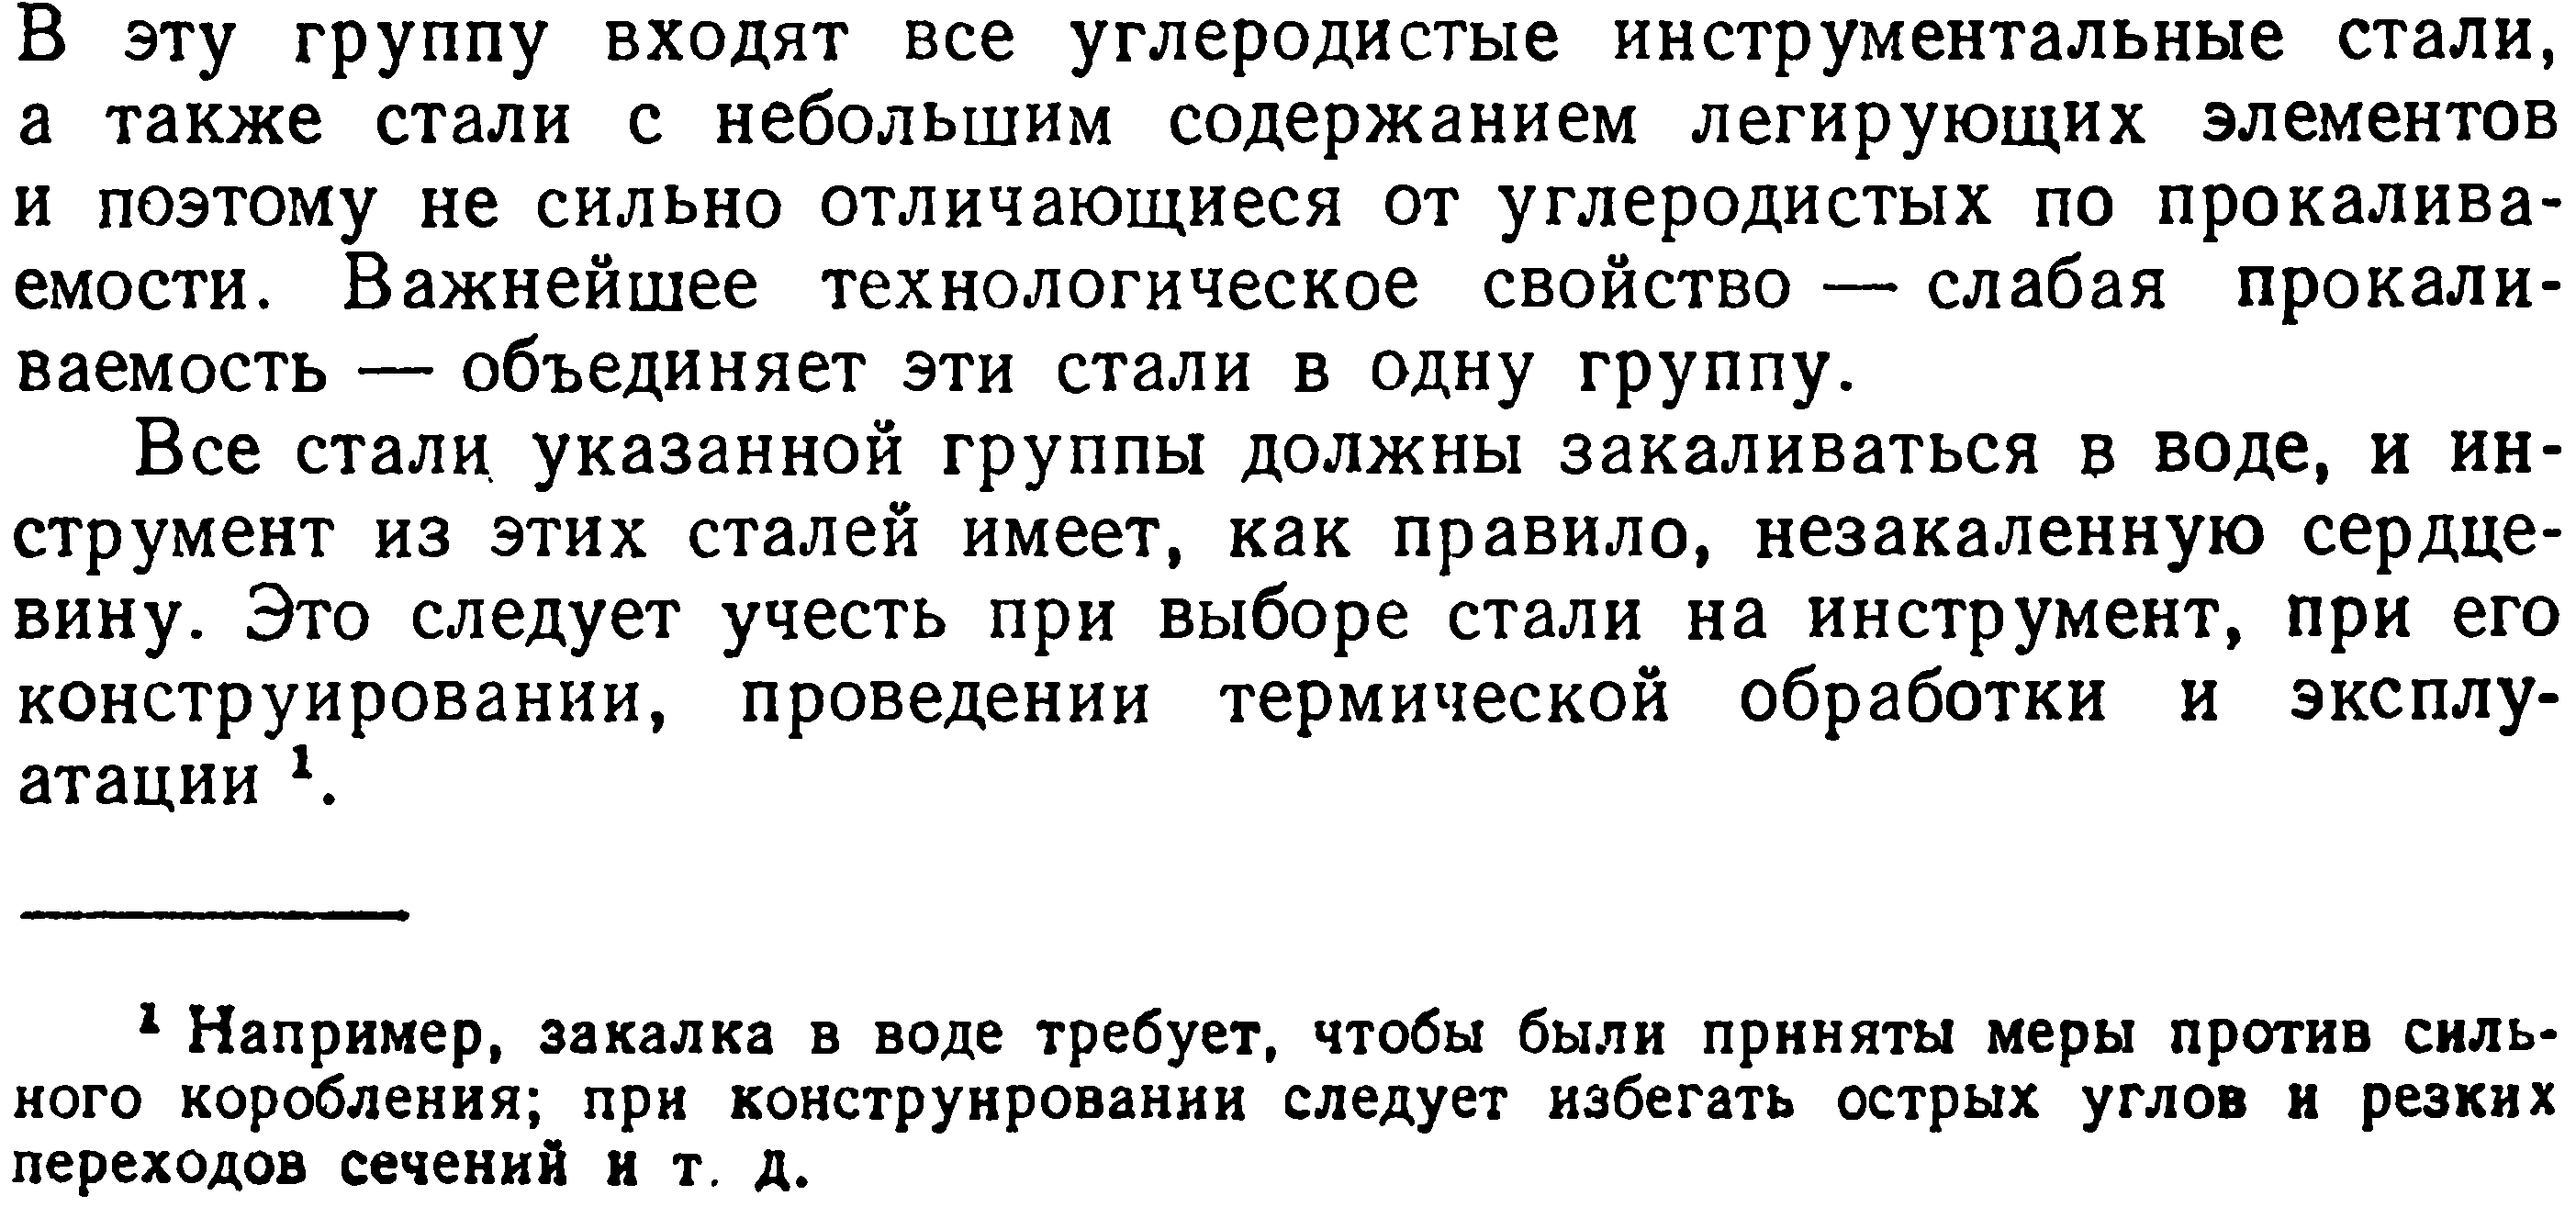 В эту группу входят все углеродистые инструментальные стали,
а также стали с небольшим содержанием легирующих элементов
и поэтому не сильно отличающиеся от углеродистых по прокалива-
емости. Важнейшее технологическое свойство — слабая прокали-
ваемость — объединяет эти стали в одну группу.
Все стали указанной группы должны закаливаться в воде, и ин-
струмент из этих сталей имеет, как правило, незакаленную сердце-
вину. Это следует учесть при выборе стали на инструмент, при его
конструировании, проведении термической обработки и эксплу-
атации ¹.
¹ Например, закалка в воде требует, чтобы были приняты меры против силь-
ного коробления; при конструировании следует избегать острых углов и резких
переходов сечений и т. д.